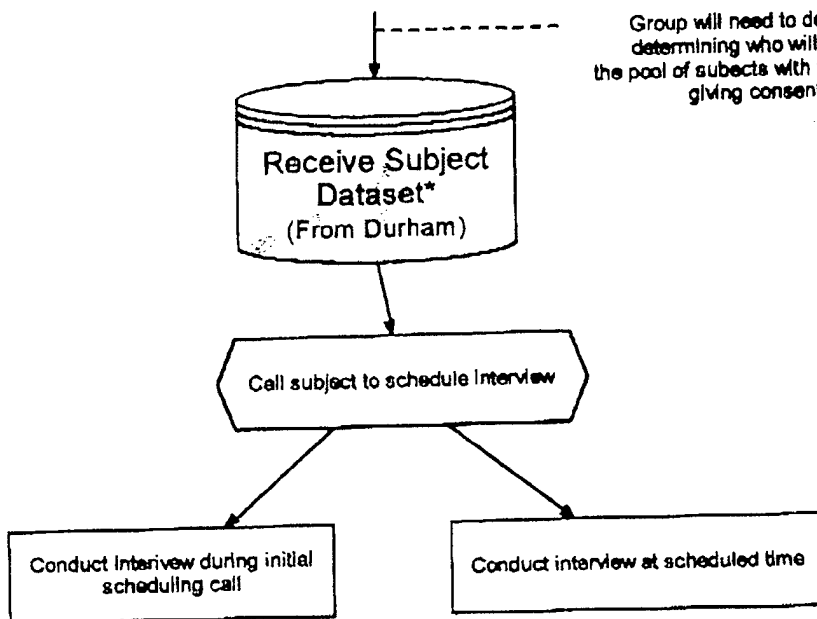 Group will need to de
determining who will
the pool of subects with
giving consen
Receive Subject
Dataset*
(From Durham)
Call subject to schedule Interview
Conduct Interivew during initial
scheduling call
Conduct interview at scheduled time